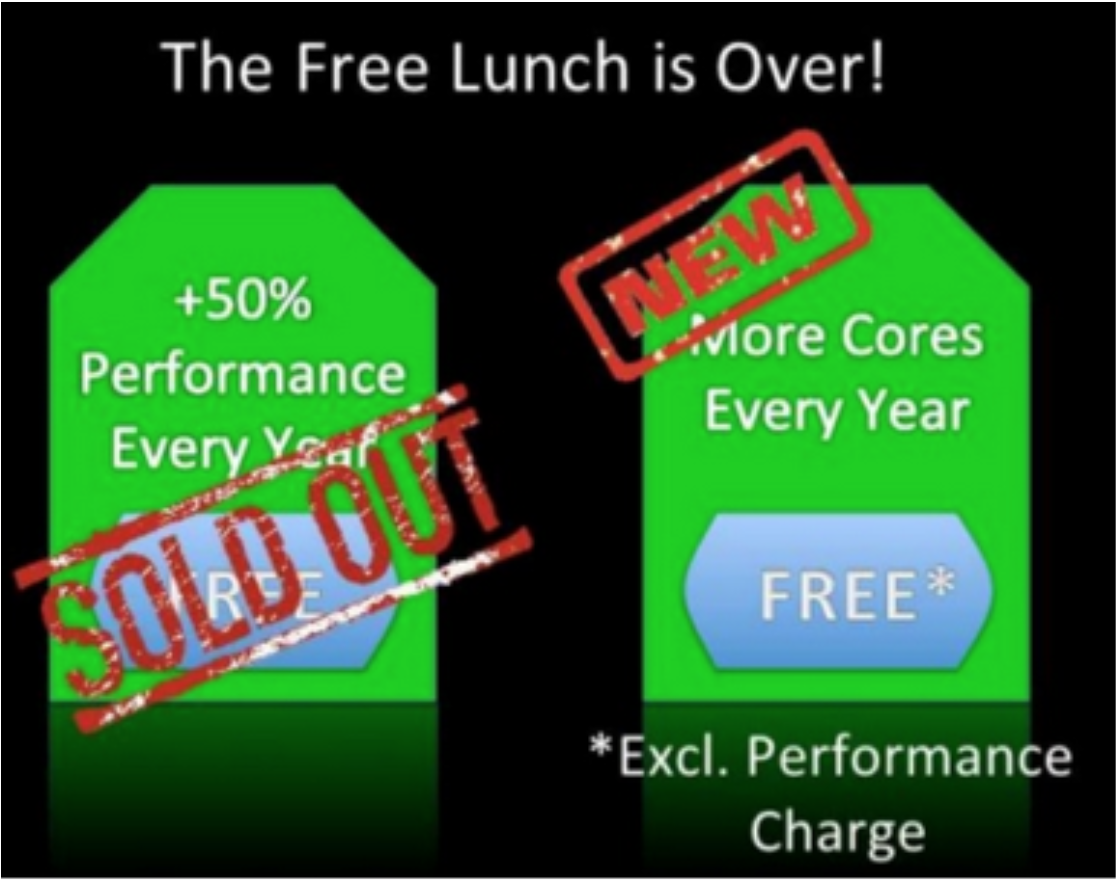 The Free Lunch is Over!
+50%
Performance
Every Year
FREE
SOLD OUT
NEW
More Cores
Every Year
FREE*
*Excl. Performance
Charge